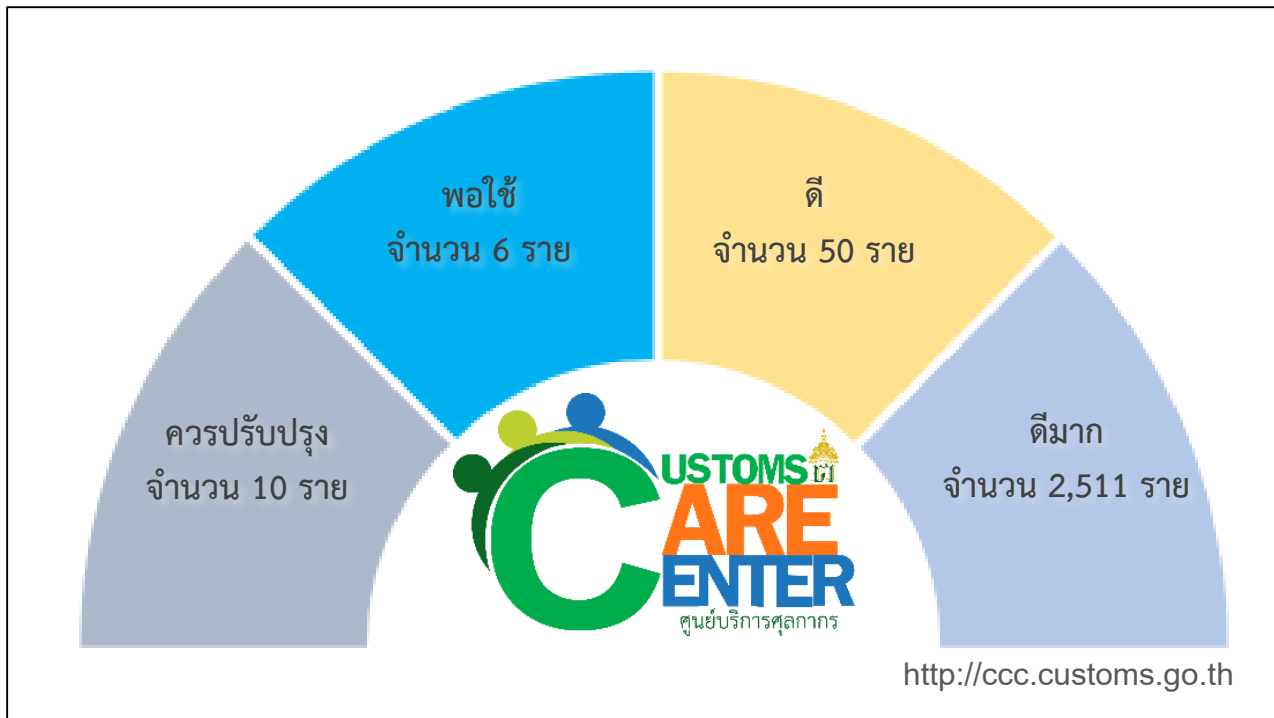 พอใช้
จำนวน 6 ราย
ดี
จำนวน 50 ราย
ควรปรับปรุง
จำนวน 10 ราย
ดีมาก
จำนวน 2,511 ราย
CUSTOMS
CARE
CENTER
ศูนย์บริการศุลกากร
http://ccc.customs.go.th